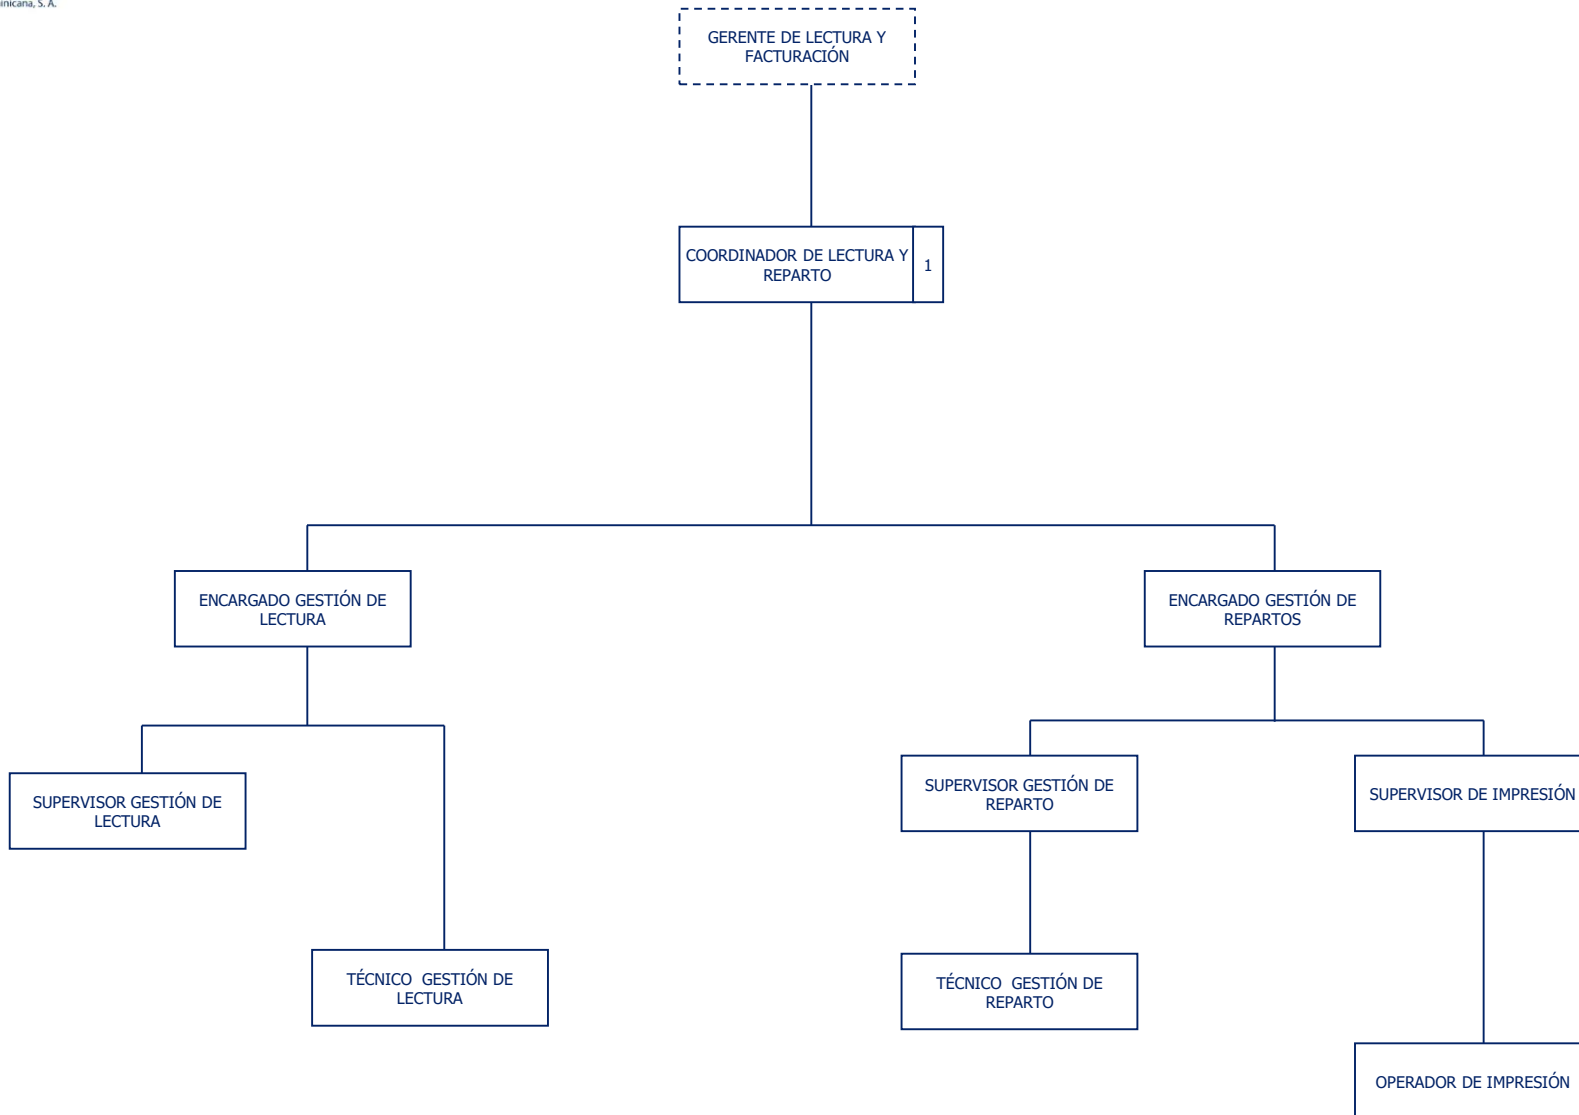 GERENTE DE LECTURA Y
FACTURACIÓN
COORDINADOR DE LECTURA Y
REPARTO
1
ENCARGADO GESTIÓN DE
LECTURA
ENCARGADO GESTIÓN DE
REPARTOS
SUPERVISOR GESTIÓN DE
LECTURA
SUPERVISOR GESTIÓN DE
REPARTO
SUPERVISOR DE IMPRESIÓN
TÉCNICO  GESTIÓN DE
LECTURA
TÉCNICO  GESTIÓN DE
REPARTO
OPERADOR DE IMPRESIÓN